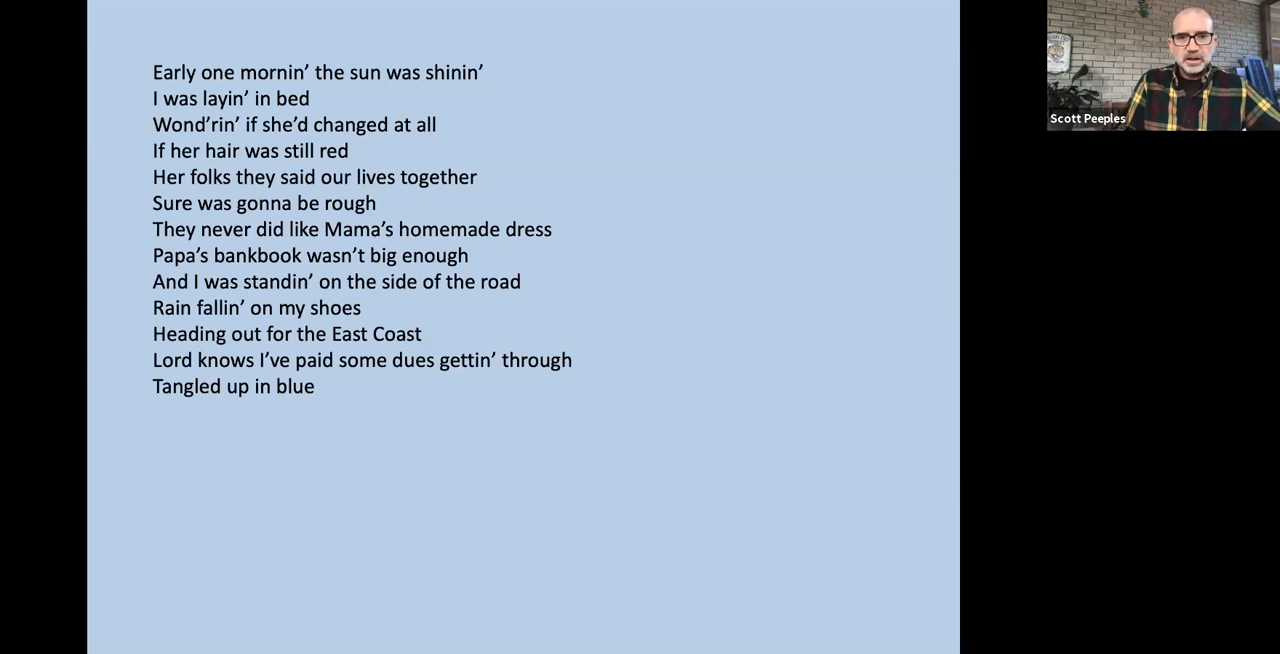 Early one mornin’ the sun was shinin’
I was layin’ in bed
Wond’rin’ if she’d changed at all
If her hair was still red
Her folks they said our lives together
Sure was gonna be rough
They never did like Mama’s homemade dress
Papa’s bankbook wasn’t big enough
And I was standin’ on the side of the road
Rain fallin’ on my shoes
Heading out for the East Coast
Lord knows I’ve paid some dues gettin’ through
Tangled up in blue
Scott Peeples